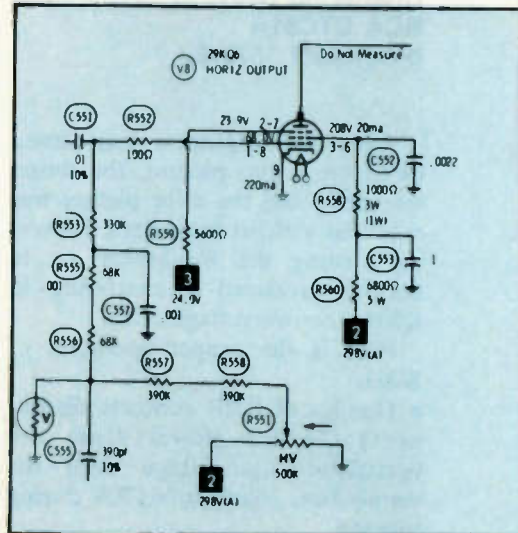 29KQ6
V8 HORIZ OUTPUT
Do Not Measure
C551
R552
01
10%
100Ω
23.9V 2-7
1-8
9
220ma
208V 20ma
3-6
C552
.0022
R558
1000Ω
3W
(1W)
R553
330K
R559
5600Ω
3
24.9V
R555
68K
001
C557
.001
C553
1
R560
6800Ω
5 W
2
298V(A)
R556
68K
R557
390K
R558
390K
R551
HV
500K
2
298V(A)
V
C555
390pf
10%